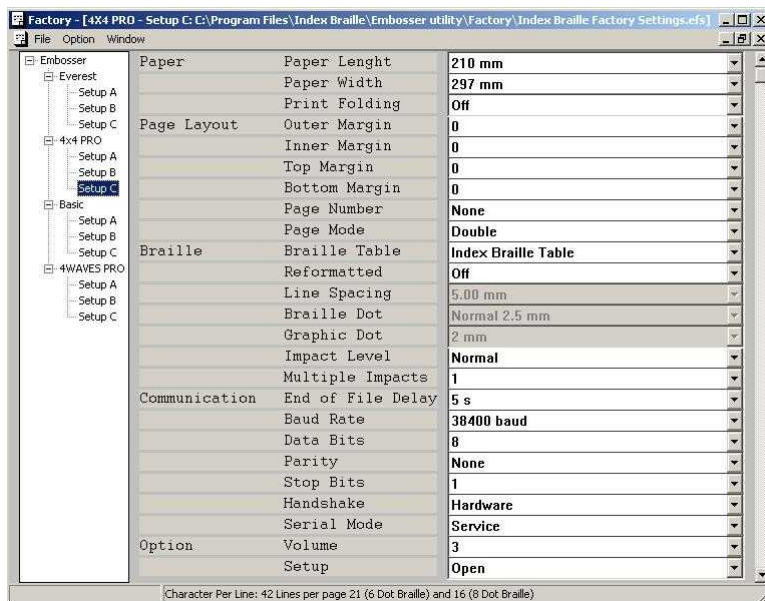 Factory - [4X4 PRO - Setup C: C:\Program Files\Index Braille\Embosser utility\Factory\Index Braille Factory Settings.efs]
File Option Window
Embosser
Everest
Setup A
Setup B
Setup C
4x4 PRO
Setup A
Setup B
Setup C
Basic
Setup A
Setup B
Setup C
4WAVES PRO
Setup A
Setup B
Setup C
Paper Paper Lenght 210 mm
Paper Width 297 mm
Print Folding Off
Page Layout Outer Margin 0
Inner Margin 0
Top Margin 0
Bottom Margin 0
Page Number None
Page Mode Double
Braille Braille Table Index Braille Table
Reformatted Off
Line Spacing 5.00 mm
Braille Dot Normal 2.5 mm
Graphic Dot 2 mm
Impact Level Normal
Multiple Impacts 1
Communication End of File Delay 5 s
Baud Rate 38400 baud
Data Bits 8
Parity None
Stop Bits 1
Handshake Hardware
Serial Mode Service
Option Volume 3
Setup Open
Character Per Line: 42 Lines per page 21 (6 Dot Braille) and 16 (8 Dot Braille)